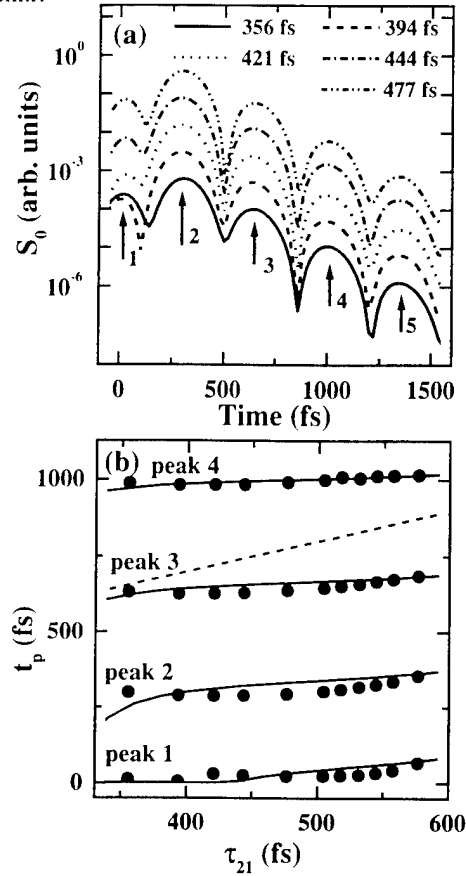 (a)
356 fs
394 fs
421 fs
444 fs
477 fs
S₀ (arb. units)
10⁰
10⁻³
10⁻⁶
1
2
3
4
5
0
500
1000
1500
Time (fs)
(b)
peak 4
peak 3
peak 2
peak 1
tₚ (fs)
1000
500
0
400
500
600
τ₂₁ (fs)